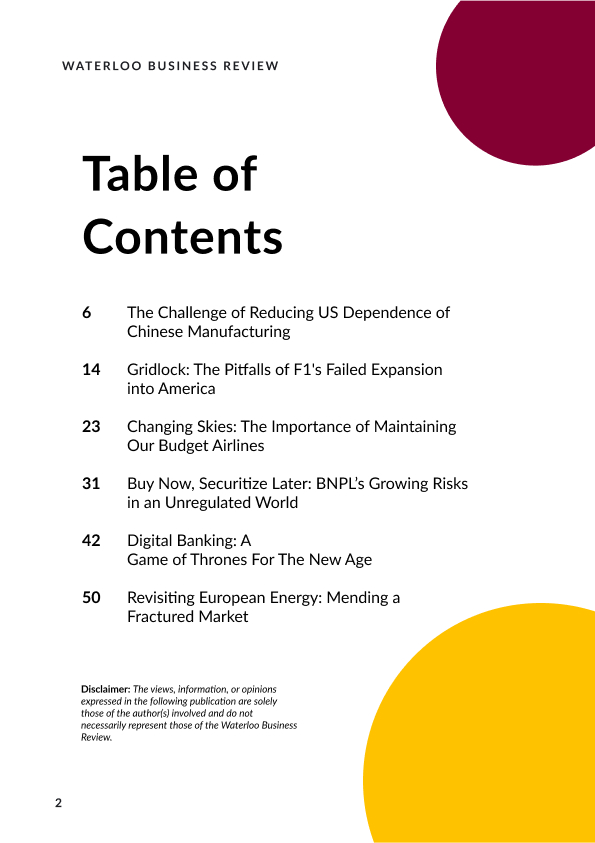 WATERLOO BUSINESS REVIEW
Table of
Contents
6 The Challenge of Reducing US Dependence of
Chinese Manufacturing
14 Gridlock: The Pitfalls of F1's Failed Expansion
into America
23 Changing Skies: The Importance of Maintaining
Our Budget Airlines
31 Buy Now, Securitize Later: BNPL’s Growing Risks
in an Unregulated World
42 Digital Banking: A
Game of Thrones For The New Age
50 Revisiting European Energy: Mending a
Fractured Market
Disclaimer: The views, information, or opinions
expressed in the following publication are solely
those of the author(s) involved and do not
necessarily represent those of the Waterloo Business
Review.
2